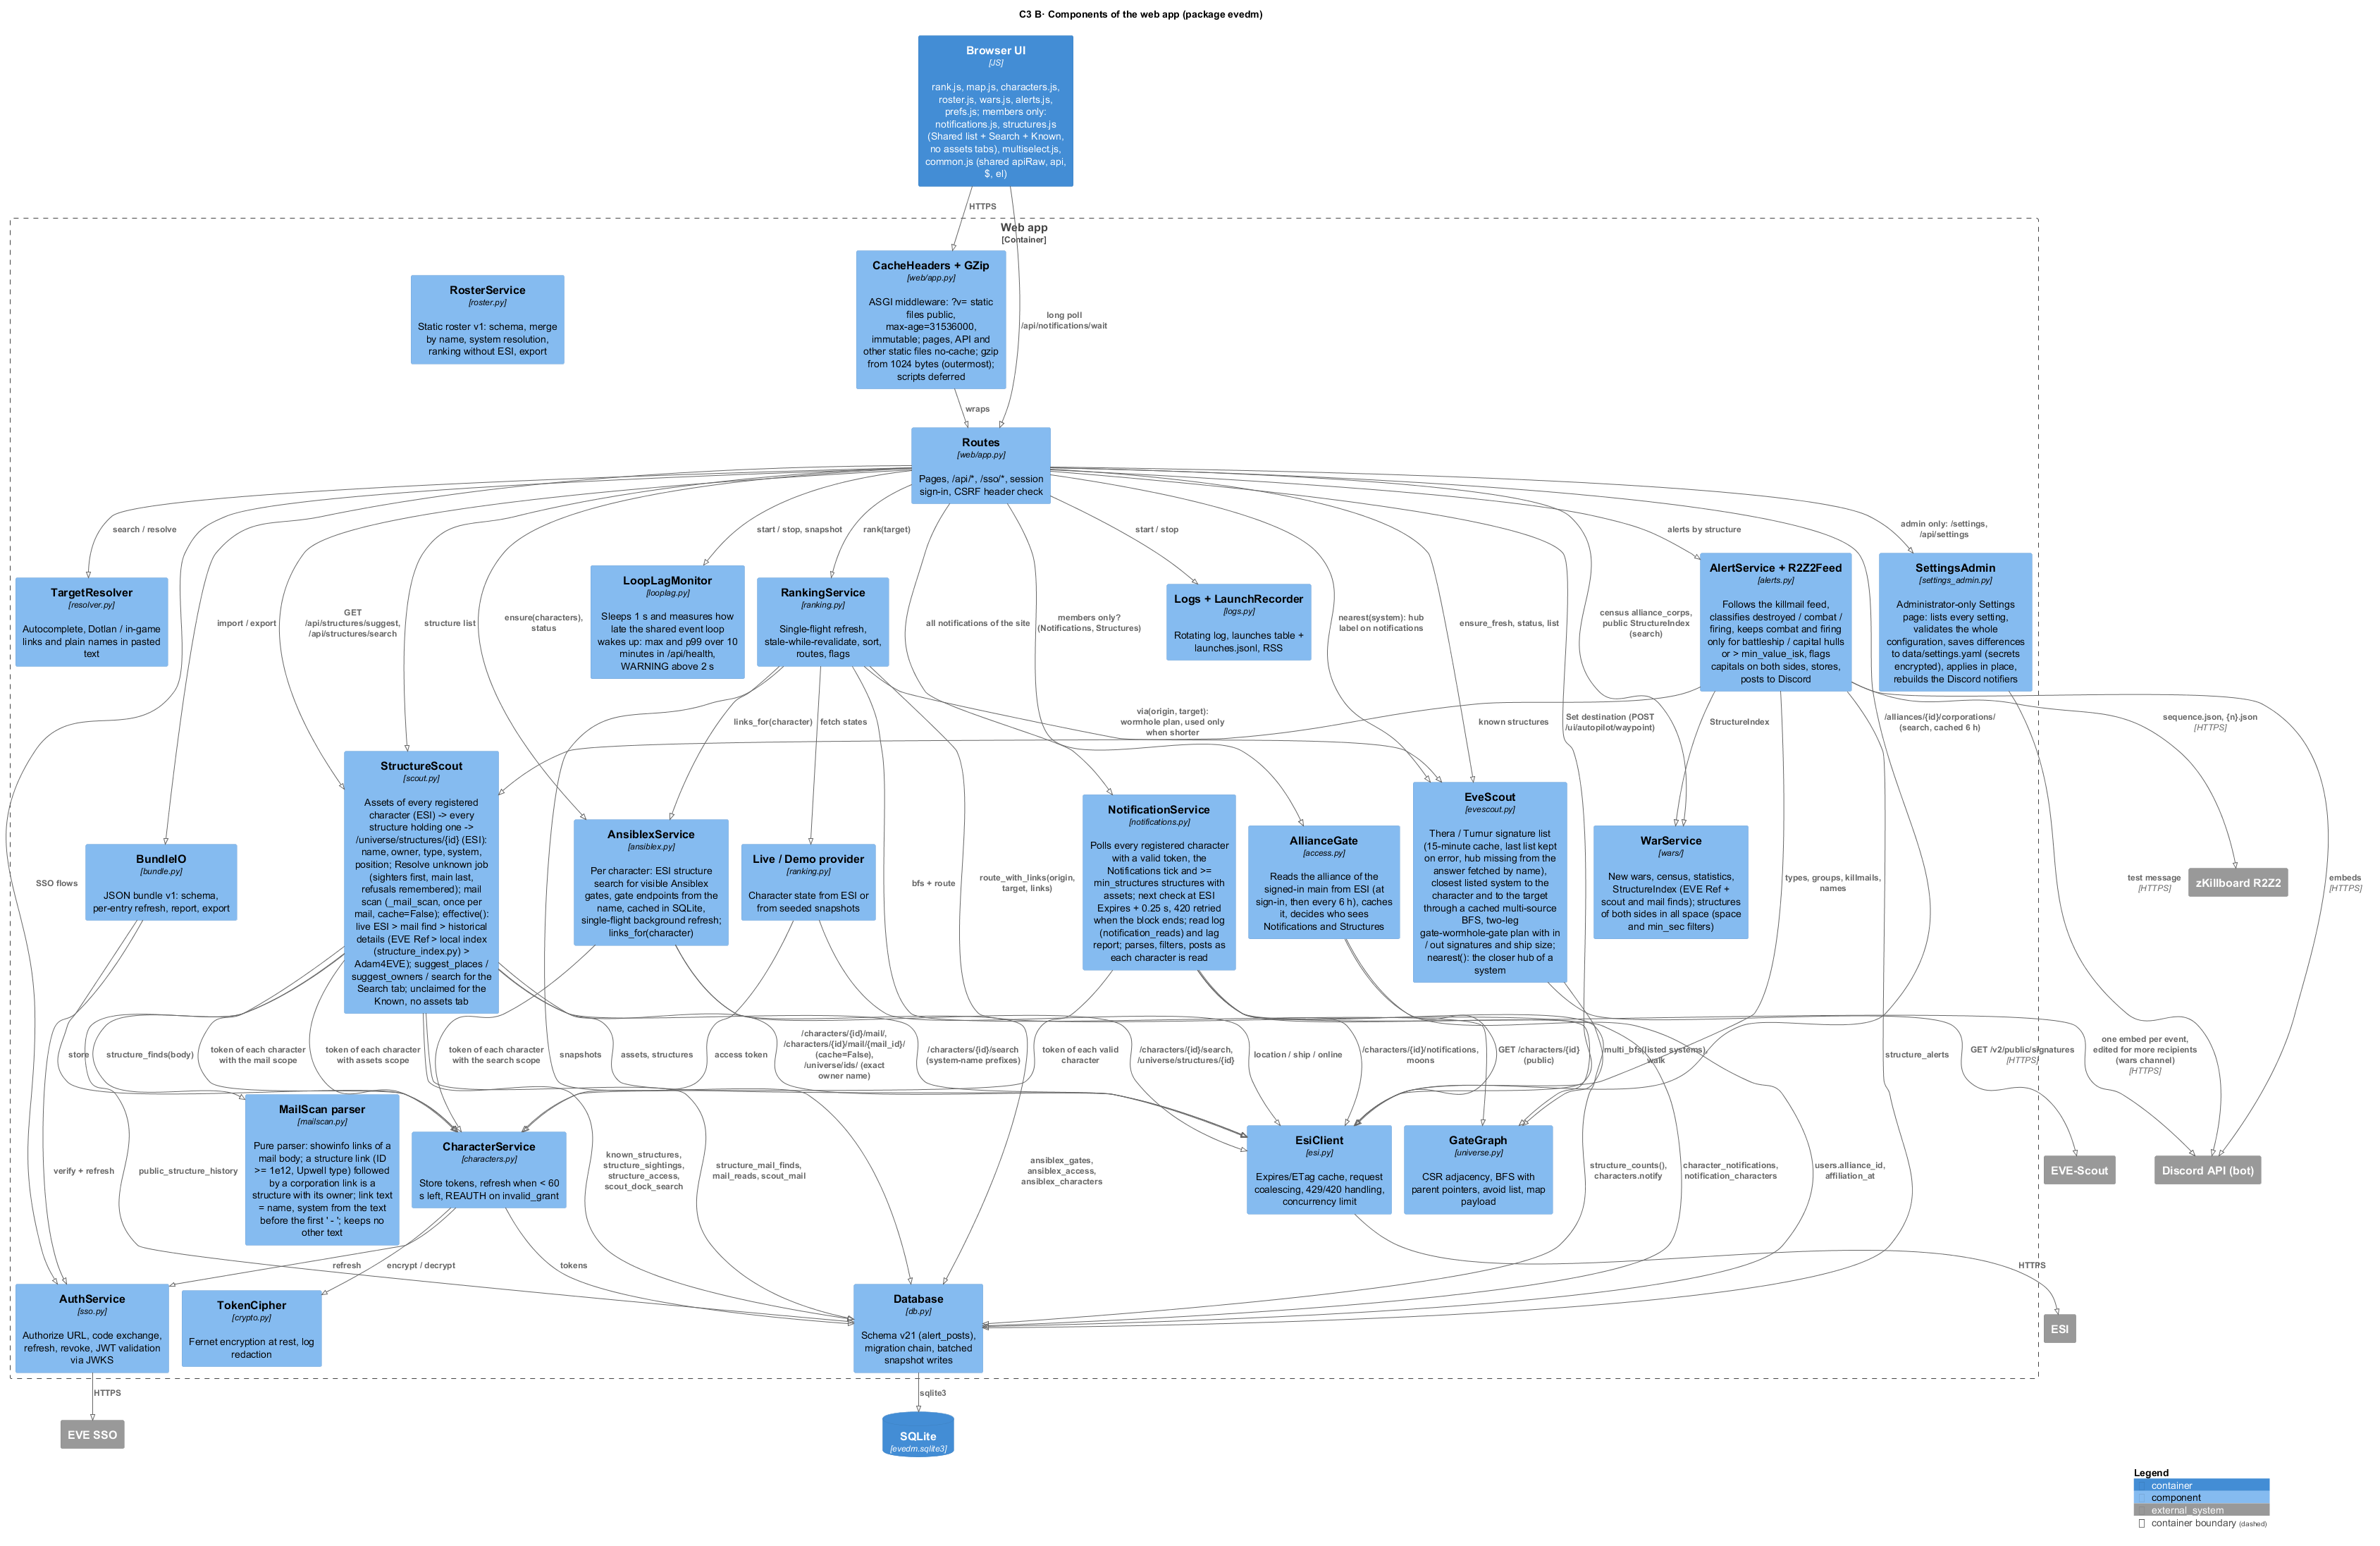 C3 B· Components of the web app (package evedm)
Browser UI
[JS]
rank.js, map.js, characters.js,
roster.js, wars.js, alerts.js,
prefs.js; members only:
notifications.js, structures.js
(Shared list + Search + Known,
no assets tabs), multiselect.js,
common.js (shared apiRaw, api,
$, el)
HTTPS
long poll
/api/notifications/wait
Web app
[Container]
RosterService
[roster.py]
Static roster v1: schema, merge
by name, system resolution,
ranking without ESI, export
CacheHeaders + GZip
[web/app.py]
ASGI middleware: ?v= static
files public,
max-age=31536000,
immutable; pages, API and
other static files no-cache; gzip
from 1024 bytes (outermost);
scripts deferred
wraps
Routes
[web/app.py]
Pages, /api/*, /sso/*, session
sign-in, CSRF header check
search / resolve
import / export
GET
/api/structures/suggest,
/api/structures/search
structure list
ensure(characters),
status
start / stop, snapshot
rank(target)
all notifications of the site
members only?
(Notifications, Structures)
start / stop
nearest(system): hub
label on notifications
ensure_fresh, status, list
Set destination (POST
/ui/autopilot/waypoint)
census alliance_corps,
public StructureIndex
(search)
alerts by structure
/alliances/{id}/corporations/
(search, cached 6 h)
admin only: /settings,
/api/settings
SSO flows
TargetResolver
[resolver.py]
Autocomplete, Dotlan / in-game
links and plain names in pasted
text
LoopLagMonitor
[looplag.py]
Sleeps 1 s and measures how
late the shared event loop
wakes up: max and p99 over 10
minutes in /api/health,
WARNING above 2 s
RankingService
[ranking.py]
Single-flight refresh,
stale-while-revalidate, sort,
routes, flags
Logs + LaunchRecorder
[logs.py]
Rotating log, launches table +
launches.jsonl, RSS
AlertService + R2Z2Feed
[alerts.py]
Follows the killmail feed,
classifies destroyed / combat /
firing, keeps combat and firing
only for battleship / capital hulls
or > min_value_isk, flags
capitals on both sides, stores,
posts to Discord
SettingsAdmin
[settings_admin.py]
Administrator-only Settings
page: lists every setting,
validates the whole
configuration, saves differences
to data/settings.yaml (secrets
encrypted), applies in place,
rebuilds the Discord notifiers
links_for(character)
fetch states
via(origin, target):
wormhole plan, used only
when shorter
known structures
StructureIndex
sequence.json, {n}.json
[HTTPS]
StructureScout
[scout.py]
Assets of every registered
character (ESI) -> every
structure holding one ->
/universe/structures/{id} (ESI):
name, owner, type, system,
position; Resolve unknown job
(sighters first, main last,
refusals remembered); mail
scan (_mail_scan, once per
mail, cache=False); effective():
live ESI > mail find > historical
details (EVE Ref > local index
(structure_index.py) >
Adam4EVE); suggest_places /
suggest_owners / search for the
Search tab; unclaimed for the
Known, no assets tab
BundleIO
[bundle.py]
JSON bundle v1: schema,
per-entry refresh, report, export
AnsiblexService
[ansiblex.py]
Per character: ESI structure
search for visible Ansiblex
gates, gate endpoints from the
name, cached in SQLite,
single-flight background refresh;
links_for(character)
Live / Demo provider
[ranking.py]
Character state from ESI or
from seeded snapshots
bfs + route
route_with_links(origin,
target, links)
NotificationService
[notifications.py]
Polls every registered character
with a valid token, the
Notifications tick and >=
min_structures structures with
assets; next check at ESI
Expires + 0.25 s, 420 retried
when the block ends; read log
(notification_reads) and lag
report; parses, filters, posts as
each character is read
AllianceGate
[access.py]
Reads the alliance of the
signed-in main from ESI (at
sign-in, then every 6 h), caches
it, decides who sees
Notifications and Structures
EveScout
[evescout.py]
Thera / Turnur signature list
(15-minute cache, last list kept
on error, hub missing from the
answer fetched by name),
closest listed system to the
character and to the target
through a cached multi-source
BFS, two-leg
gate-wormhole-gate plan with in
/ out signatures and ship size;
nearest(): the closer hub of a
system
WarService
[wars/]
New wars, census, statistics,
StructureIndex (EVE Ref +
scout and mail finds); structures
of both sides in all space (space
and min_sec filters)
types, groups, killmails,
names
test message
[HTTPS]
zKillboard R2Z2
embeds
[HTTPS]
store
structure_finds(body)
token of each character
with the mail scope
token of each character
with assets scope
token of each character
with the search scope
snapshots
assets, structures
access token
/characters/{id}/mail/,
/characters/{id}/mail/{mail_id}/
(cache=False),
/universe/ids/ (exact
owner name)
/characters/{id}/search
(system-name prefixes)
token of each valid
character
/characters/{id}/search,
/universe/structures/{id}
location / ship / online
/characters/{id}/notifications,
moons
GET /characters/{id}
(public)
multi_bfs(listed systems),
walk
structure_alerts
GET /v2/public/signatures
[HTTPS]
one embed per event,
edited for more recipients
(wars channel)
[HTTPS]
verify + refresh
public_structure_history
MailScan parser
[mailscan.py]
Pure parser: showinfo links of a
mail body; a structure link (ID
>= 1e12, Upwell type) followed
by a corporation link is a
structure with its owner; link text
= name, system from the text
before the first ' - '; keeps no
other text
CharacterService
[characters.py]
Store tokens, refresh when < 60
s left, REAUTH on invalid_grant
known_structures,
structure_sightings,
structure_access,
scout_dock_search
structure_mail_finds,
mail_reads, scout_mail
ansiblex_gates,
ansiblex_access,
ansiblex_characters
EsiClient
[esi.py]
Expires/ETag cache, request
coalescing, 429/420 handling,
concurrency limit
GateGraph
[universe.py]
CSR adjacency, BFS with
parent pointers, avoid list, map
payload
structure_counts(),
characters.notify
character_notifications,
notification_characters
users.alliance_id,
affiliation_at
EVE-Scout
Discord API (bot)
refresh
encrypt / decrypt
tokens
HTTPS
AuthService
[sso.py]
Authorize URL, code exchange,
refresh, revoke, JWT validation
via JWKS
TokenCipher
[crypto.py]
Fernet encryption at rest, log
redaction
Database
[db.py]
Schema v21 (alert_posts),
migration chain, batched
snapshot writes
ESI
HTTPS
sqlite3
EVE SSO
SQLite
[evedm.sqlite3]
Legend
container
component
external_system
container boundary (dashed)